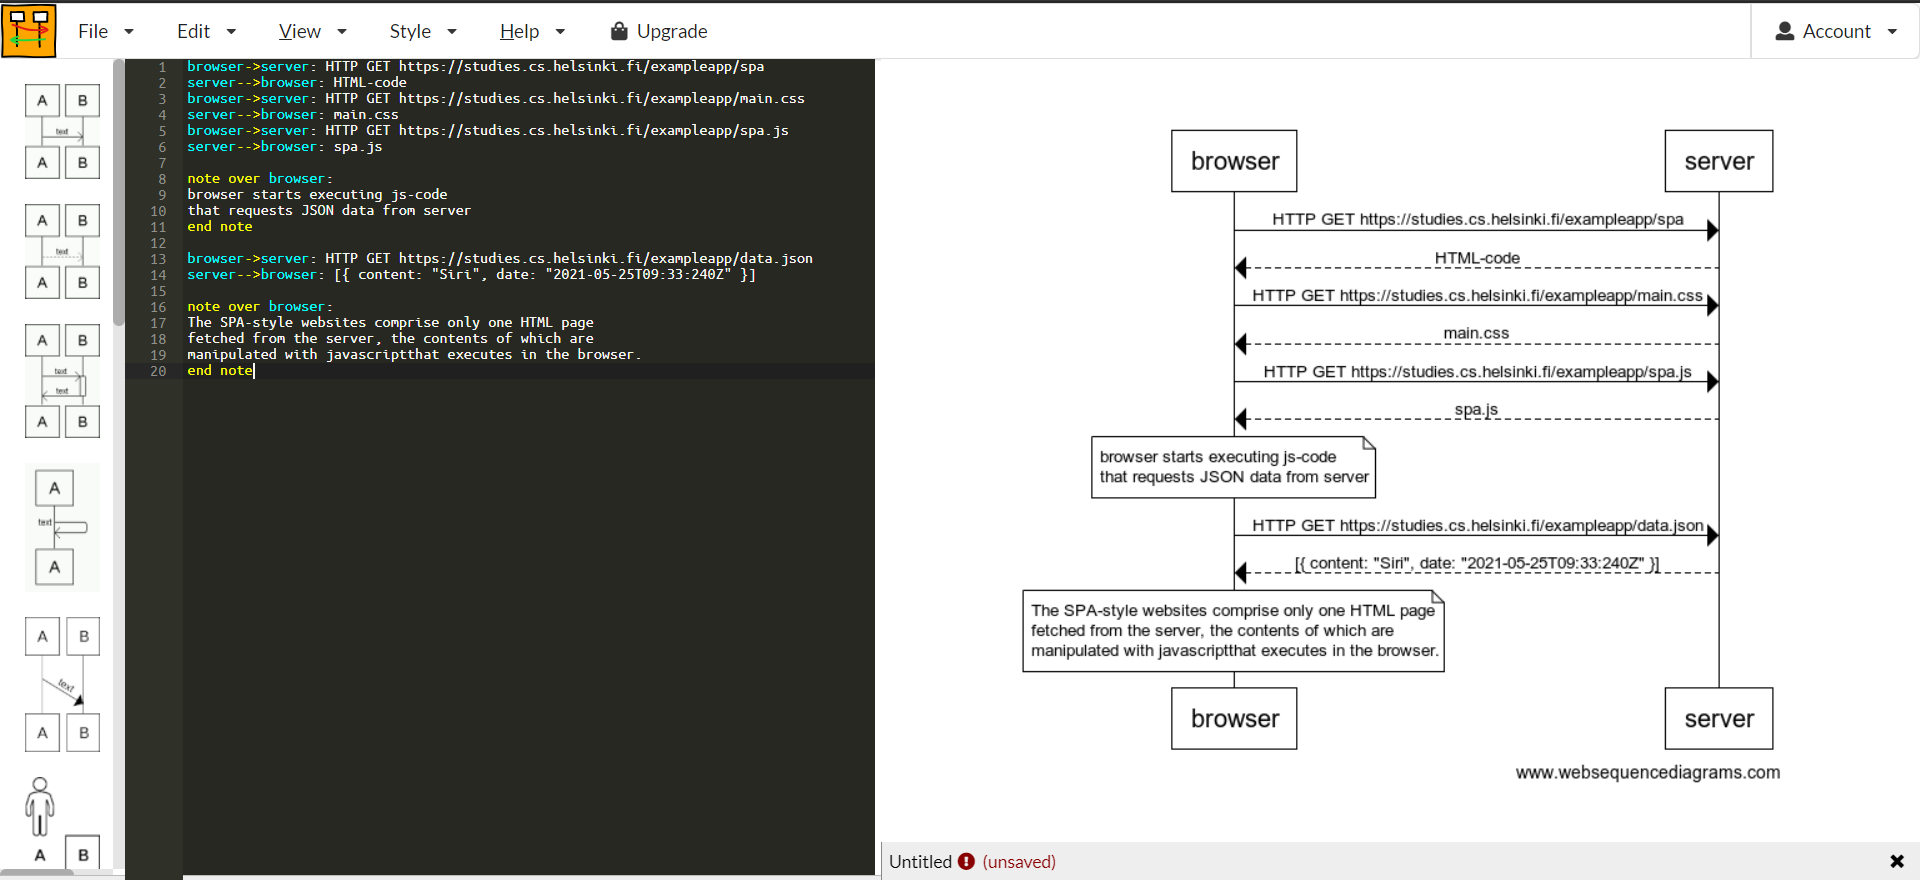 File
Edit
View
Style
Help
Upgrade
Account
A B
text
A B
A B
text
A B
A B
text
text
A B
A
text
A
A B
text
A B
A B
1 browser->server: HTTP GET https://studies.cs.helsinki.fi/exampleapp/spa
2 server-->browser: HTML-code
3 browser->server: HTTP GET https://studies.cs.helsinki.fi/exampleapp/main.css
4 server-->browser: main.css
5 browser->server: HTTP GET https://studies.cs.helsinki.fi/exampleapp/spa.js
6 server-->browser: spa.js
7
8 note over browser:
9 browser starts executing js-code
10 that requests JSON data from server
11 end note
12
13 browser->server: HTTP GET https://studies.cs.helsinki.fi/exampleapp/data.json
14 server-->browser: [{ content: "Siri", date: "2021-05-25T09:33:240Z" }]
15
16 note over browser:
17 The SPA-style websites comprise only one HTML page
18 fetched from the server, the contents of which are
19 manipulated with javascriptthat executes in the browser.
20 end note
browser
server
HTTP GET https://studies.cs.helsinki.fi/exampleapp/spa
HTML-code
HTTP GET https://studies.cs.helsinki.fi/exampleapp/main.css
main.css
HTTP GET https://studies.cs.helsinki.fi/exampleapp/spa.js
spa.js
browser starts executing js-code
that requests JSON data from server
HTTP GET https://studies.cs.helsinki.fi/exampleapp/data.json
[{ content: "Siri", date: "2021-05-25T09:33:240Z" }]
The SPA-style websites comprise only one HTML page
fetched from the server, the contents of which are
manipulated with javascriptthat executes in the browser.
browser
server
www.websequencediagrams.com
Untitled ! (unsaved)